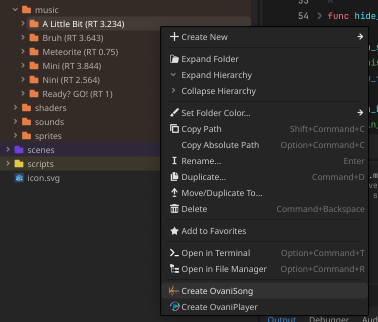 music
A Little Bit (RT 3.234)
Bruh (RT 3.643)
Meteorite (RT 0.75)
Mini (RT 3.844)
Nini (RT 2.564)
Ready? GO! (RT 1)
shaders
sounds
sprites
scenes
scripts
icon.svg
54 func hide_
Create New
Expand Folder
Expand Hierarchy
Collapse Hierarchy
Set Folder Color...
Copy Path Shift+Command+C
Copy Absolute Path Option+Command+C
Rename... Enter
Duplicate... Command+D
Move/Duplicate To...
Delete Command+Backspace
Add to Favorites
Open in Terminal Option+Command+T
Open in File Manager Option+Command+R
Create OvaniSong
Create OvaniPlayer
Output Debugger